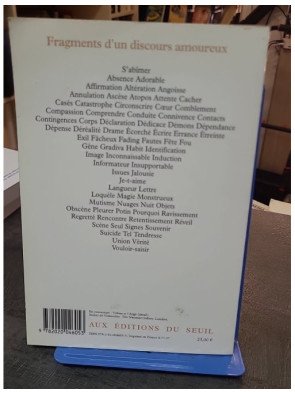 Fragments d'un discours amoureux
S'abîmer
Absence Adorable
Affirmation Altération Angoisse
Annulation Ascèse Atopos Attente Cacher
Casés Catastrophe Circonscrire Cœur Comblement
Compassion Comprendre Conduite Connivence Contacts
Contingences Corps Déclaration Dédicace Démons Dépendance
Dépense Déréalité Drame Écorché Écrire Errance Étreinte
Exil Fâcheux Fading Fautes Fête Fou
Gêne Gradiva Habit Identification
Image Inconnaissable Induction
Informateur Insupportable
Issues Jalousie
Je-t-aime
Langueur Lettre
Loquèle Magie Monstrueux
Mutisme Nuages Nuit Objets
Obscène Pleurer Potin Pourquoi Ravissement
Regretté Rencontre Retentissement Réveil
Scène Seul Signes Souvenir
Suicide Tel Tendresse
Union Vérité
Vouloir-saisir
9 782020 046053
AUX ÉDITIONS DU SEUIL